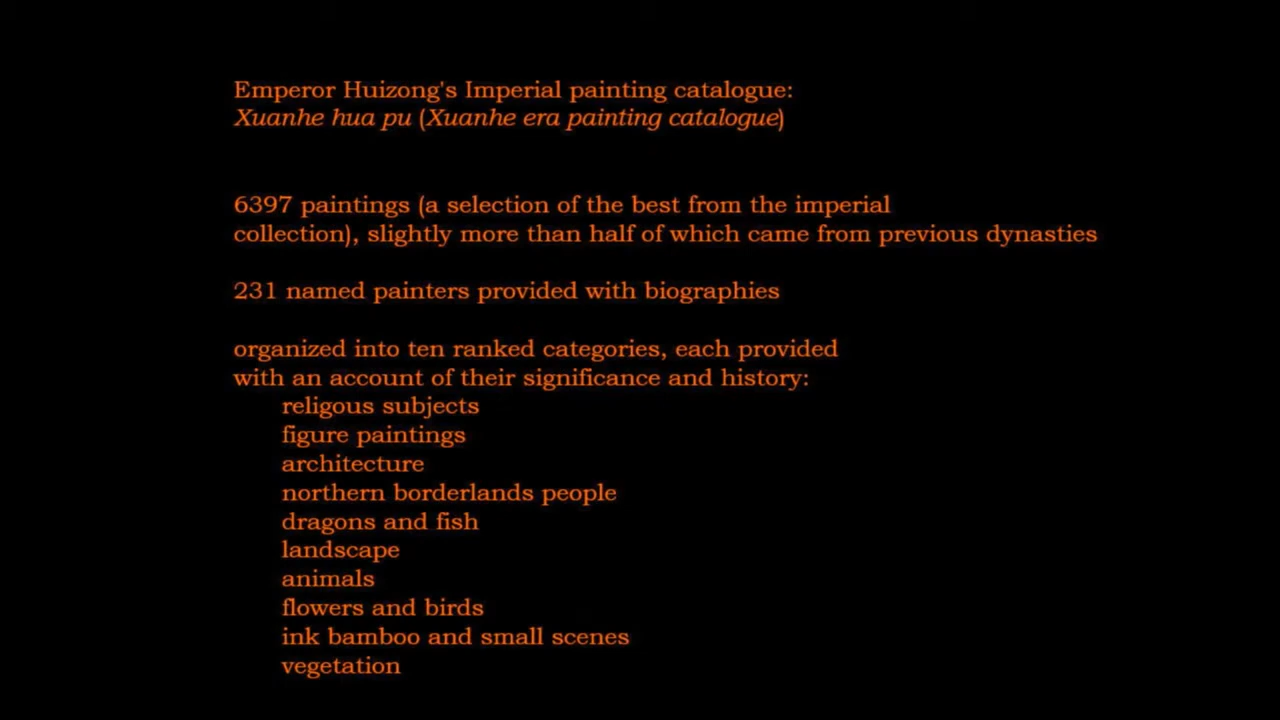 Emperor Huizong's Imperial painting catalogue:
Xuanhe hua pu (Xuanhe era painting catalogue)
6397 paintings (a selection of the best from the imperial
collection), slightly more than half of which came from previous dynasties
231 named painters provided with biographies
organized into ten ranked categories, each provided
with an account of their significance and history:
religous subjects
figure paintings
architecture
northern borderlands people
dragons and fish
landscape
animals
flowers and birds
ink bamboo and small scenes
vegetation